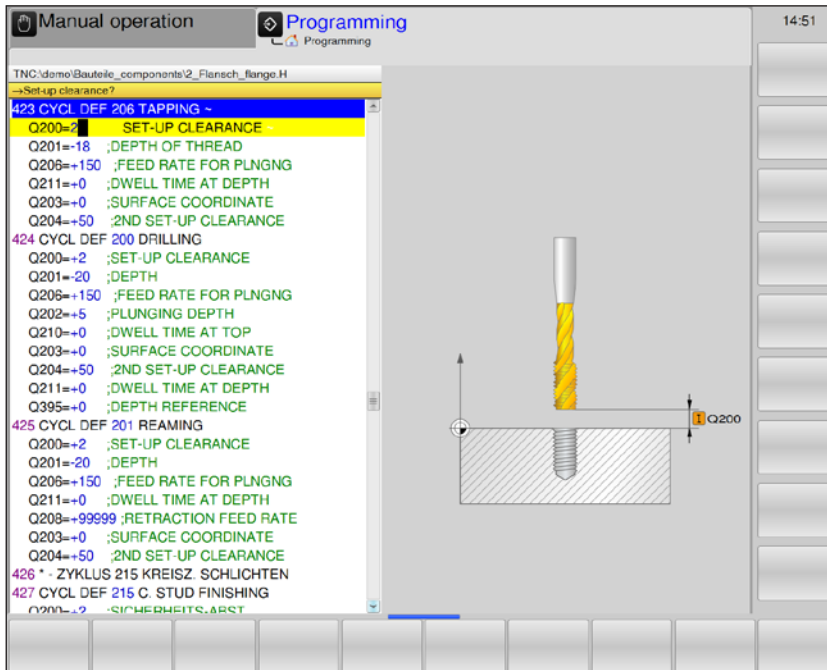 Manual operation
Programming
Programming
14:51
TNC:\demo\Bauteile_components\2_Flansch_flange.H
→Set-up clearance?
423 CYCL DEF 206 TAPPING ~
Q200=2 SET-UP CLEARANCE ~
Q201=-18 ;DEPTH OF THREAD
Q206=+150 ;FEED RATE FOR PLNGNG
Q211=+0 ;DWELL TIME AT DEPTH
Q203=+0 ;SURFACE COORDINATE
Q204=+50 ;2ND SET-UP CLEARANCE
424 CYCL DEF 200 DRILLING
Q200=+2 ;SET-UP CLEARANCE
Q201=-20 ;DEPTH
Q206=+150 ;FEED RATE FOR PLNGNG
Q202=+5 ;PLUNGING DEPTH
Q210=+0 ;DWELL TIME AT TOP
Q203=+0 ;SURFACE COORDINATE
Q204=+50 ;2ND SET-UP CLEARANCE
Q211=+0 ;DWELL TIME AT DEPTH
Q395=+0 ;DEPTH REFERENCE
425 CYCL DEF 201 REAMING
Q200=+2 ;SET-UP CLEARANCE
Q201=-20 ;DEPTH
Q206=+150 ;FEED RATE FOR PLNGNG
Q211=+0 ;DWELL TIME AT DEPTH
Q208=+99999 ;RETRACTION FEED RATE
Q203=+0 ;SURFACE COORDINATE
Q204=+50 ;2ND SET-UP CLEARANCE
426 * - ZYKLUS 215 KREISZ. SCHLICHTEN
427 CYCL DEF 215 C. STUD FINISHING
Q200=+2 ;SICHERHEITS-ABST.
I Q200